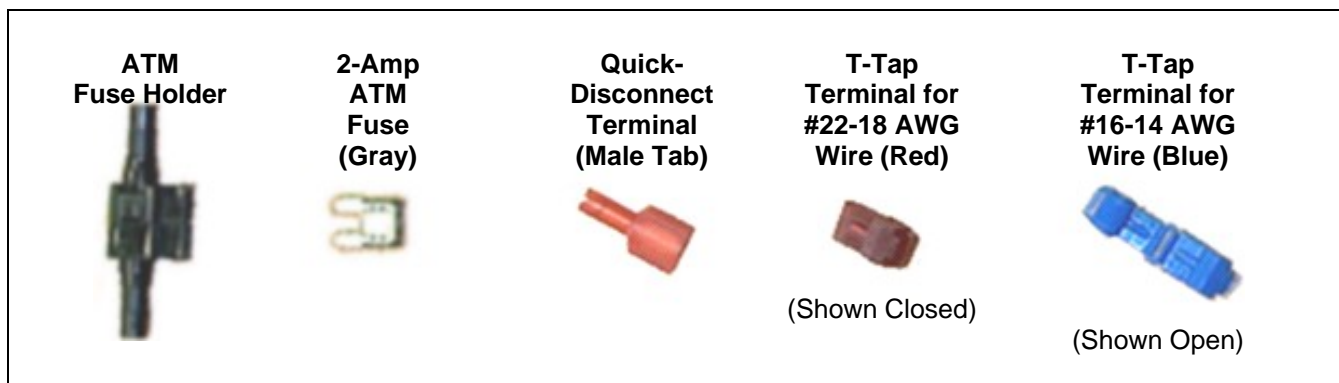 ATM
Fuse Holder
2-Amp
ATM
Fuse
(Gray)
Quick-
Disconnect
Terminal
(Male Tab)
T-Tap
Terminal for
#22-18 AWG
Wire (Red)
(Shown Closed)
T-Tap
Terminal for
#16-14 AWG
Wire (Blue)
(Shown Open)